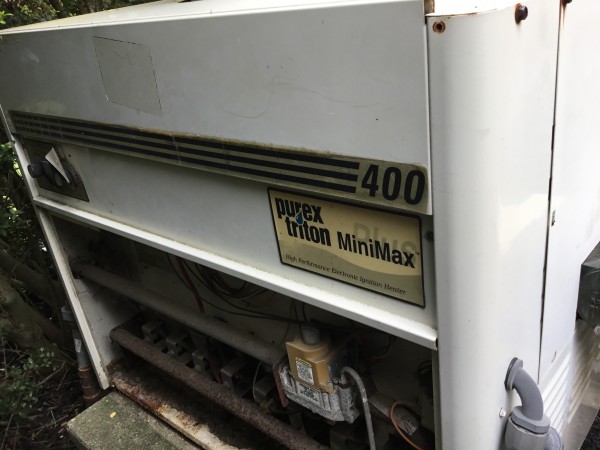 400
purex
triton MiniMax
Plus
High Performance Electronic Ignition Heater